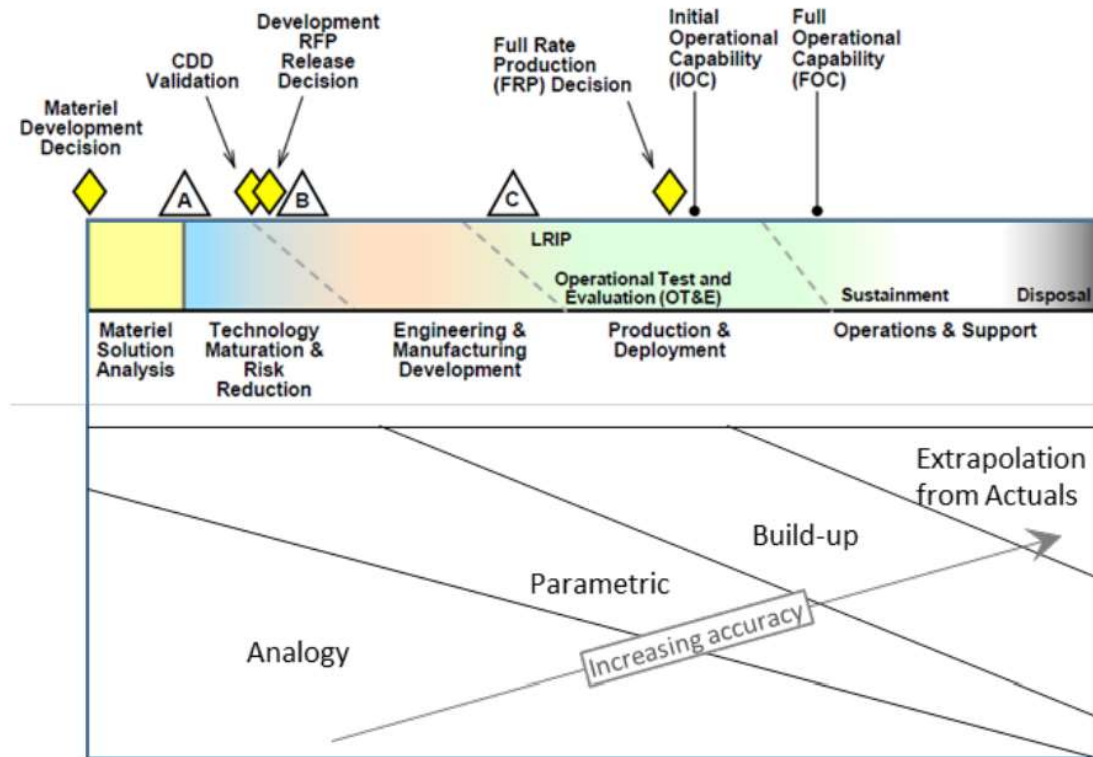 Materiel
Development
Decision
CDD
Validation
Development
RFP
Release
Decision
Full Rate
Production
(FRP) Decision
Initial
Operational
Capability
(IOC)
Full
Operational
Capability
(FOC)
A
B
C
LRIP
Operational Test and
Evaluation (OT&E)
Sustainment
Disposal
Materiel
Solution
Analysis
Technology
Maturation &
Risk
Reduction
Engineering &
Manufacturing
Development
Production &
Deployment
Operations & Support
Extrapolation
from Actuals
Build-up
Parametric
Analogy
Increasing accuracy